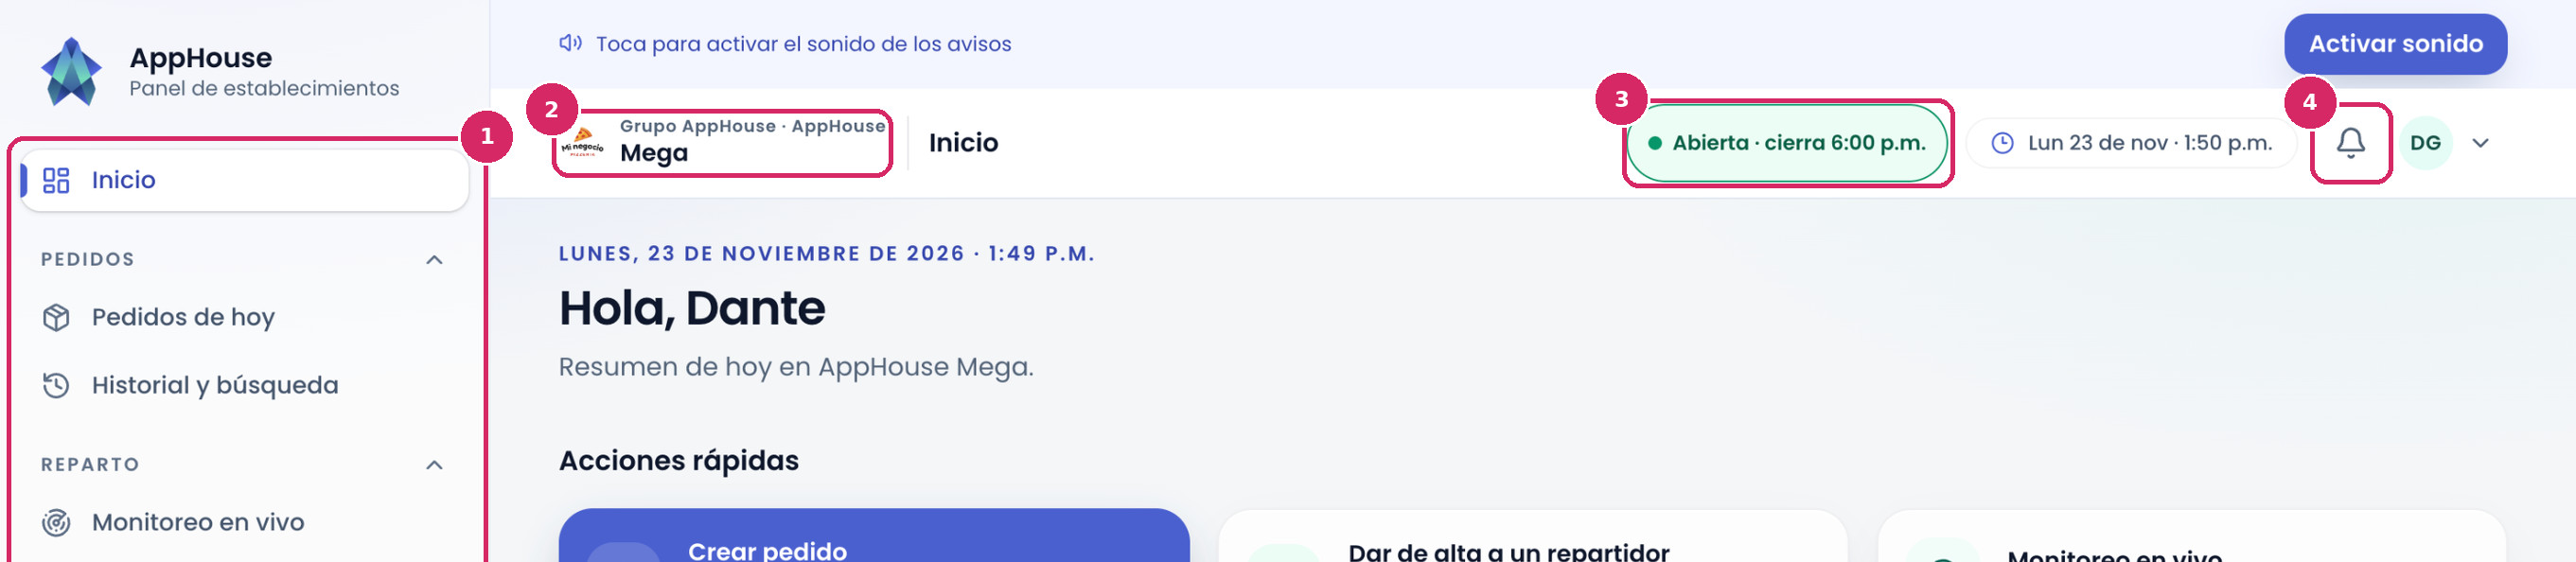 AppHouse
Panel de establecimientos
1
Inicio
PEDIDOS
Pedidos de hoy
Historial y búsqueda
REPARTO
Monitoreo en vivo
Toca para activar el sonido de los avisos
Activar sonido
2
Mi negocio
PIZZERIA
Grupo AppHouse · AppHouse
Mega
Inicio
3
Abierta · cierra 6:00 p.m.
Lun 23 de nov · 1:50 p.m.
4
DG
LUNES, 23 DE NOVIEMBRE DE 2026 · 1:49 P.M.
Hola, Dante
Resumen de hoy en AppHouse Mega.
Acciones rápidas
Crear pedido
Dar de alta a un repartidor
Monitoreo en vivo